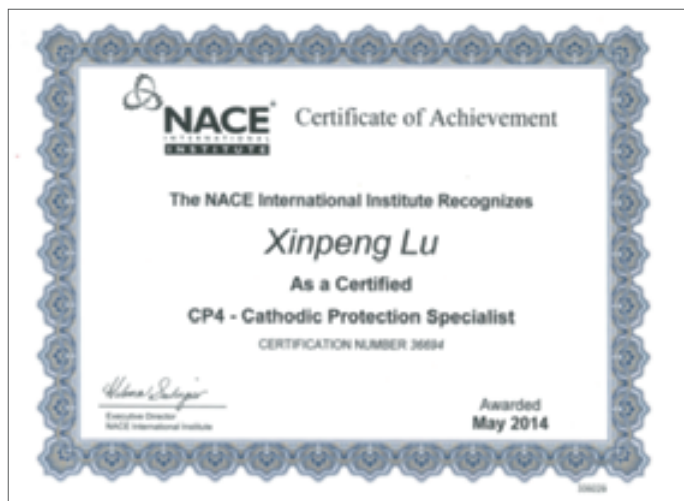 NACE
INTERNATIONAL
INSTITUTE
Certificate of Achievement
The NACE International Institute Recognizes
Xinpeng Lu
As a Certified
CP4 - Cathodic Protection Specialist
CERTIFICATION NUMBER 36694
Executive Director
NACE International Institute
Awarded
May 2014